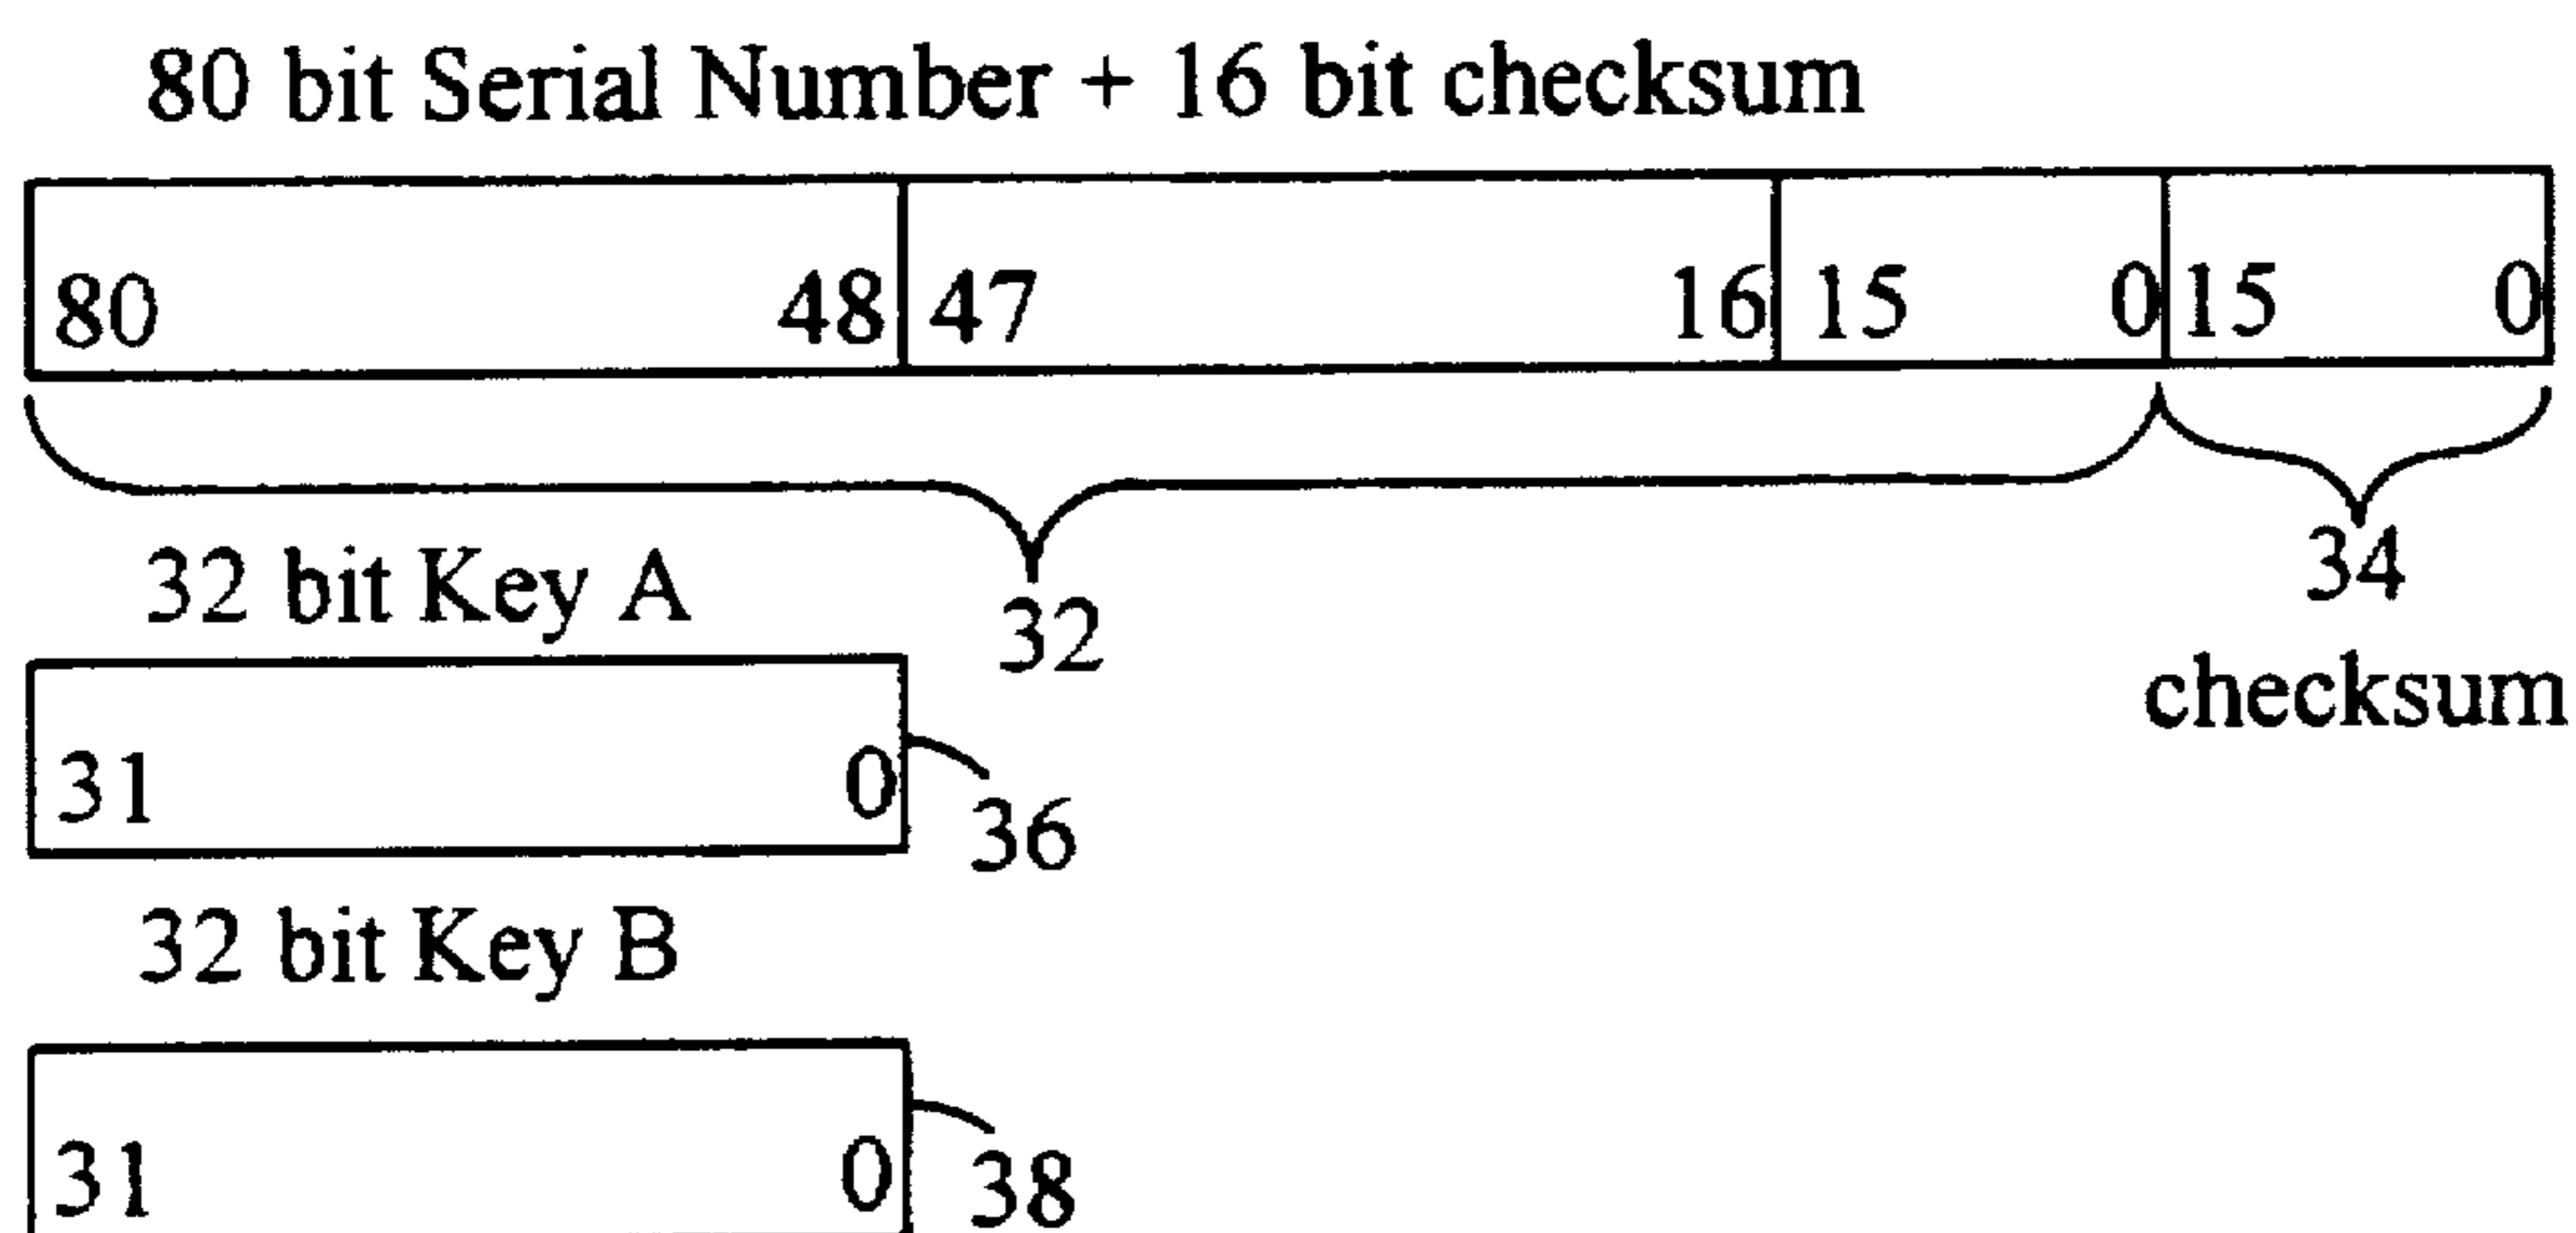 80 bit Serial Number + 16 bit checksum
80 48 47 16 15 0 15 0
32 bit Key A
32
34
checksum
31 0
36
32 bit Key B
31 0
38